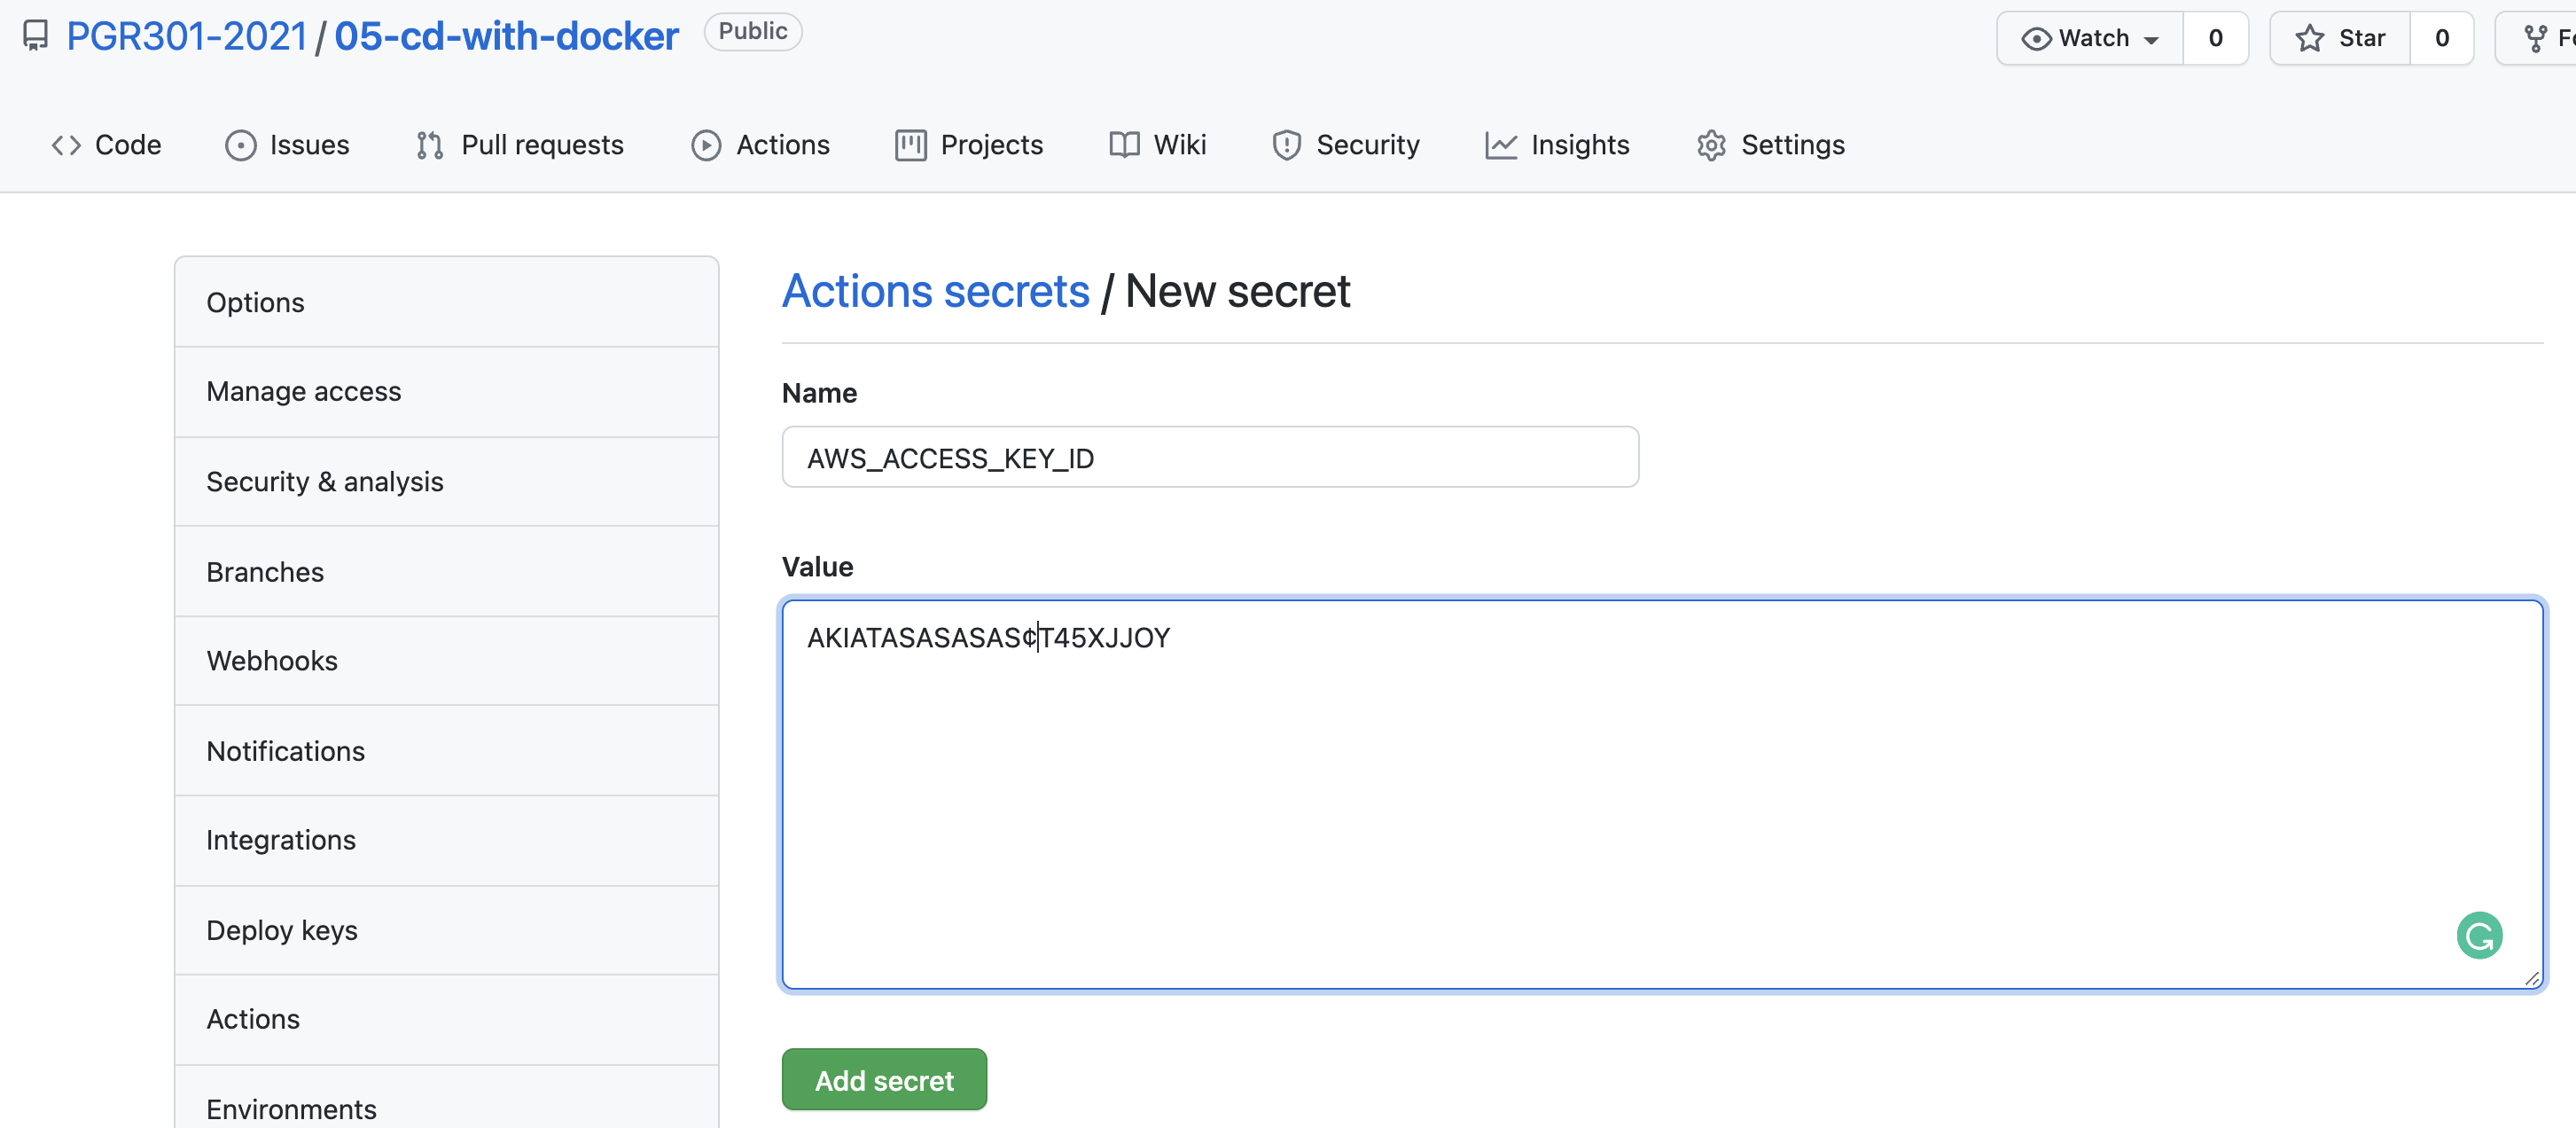 PGR301-2021 / 05-cd-with-docker Public Watch 0 Star 0
Code Issues Pull requests Actions Projects Wiki Security Insights Settings
Options
Manage access
Security & analysis
Branches
Webhooks
Notifications
Integrations
Deploy keys
Actions
Environments
Actions secrets / New secret
Name
AWS_ACCESS_KEY_ID
Value
AKIATASASASAS¢T45XJJOY
Add secret